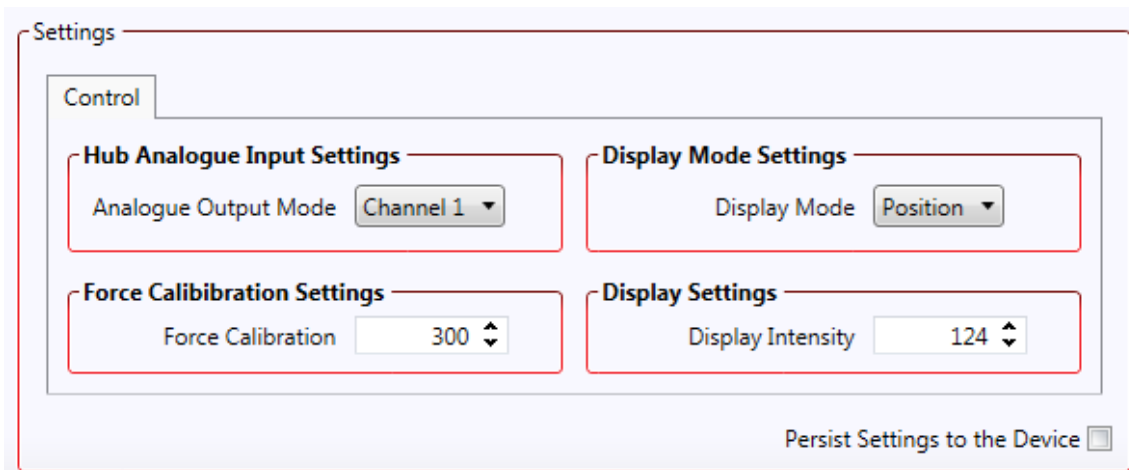 Settings
Control
Hub Analogue Input Settings
Analogue Output Mode Channel 1
Display Mode Settings
Display Mode Position
Force Calibibration Settings
Force Calibration 300
Display Settings
Display Intensity 124
Persist Settings to the Device